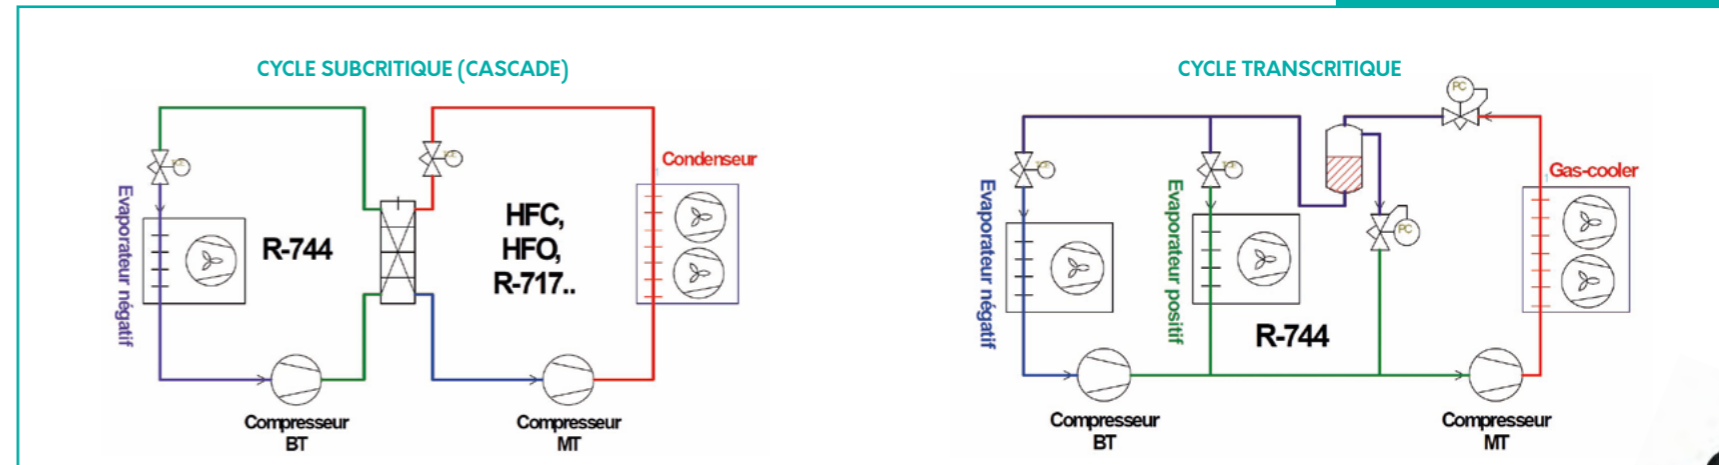 CYCLE SUBCRITIQUE (CASCADE)
Evaporateur négatif
R-744
HFC,
HFO,
R-717..
Condenseur
Compresseur
BT
Compresseur
MT
CYCLE TRANSCRITIQUE
PC
Evaporateur négatif
Evaporateur positif
PC
Gas-cooler
R-744
Compresseur
BT
Compresseur
MT